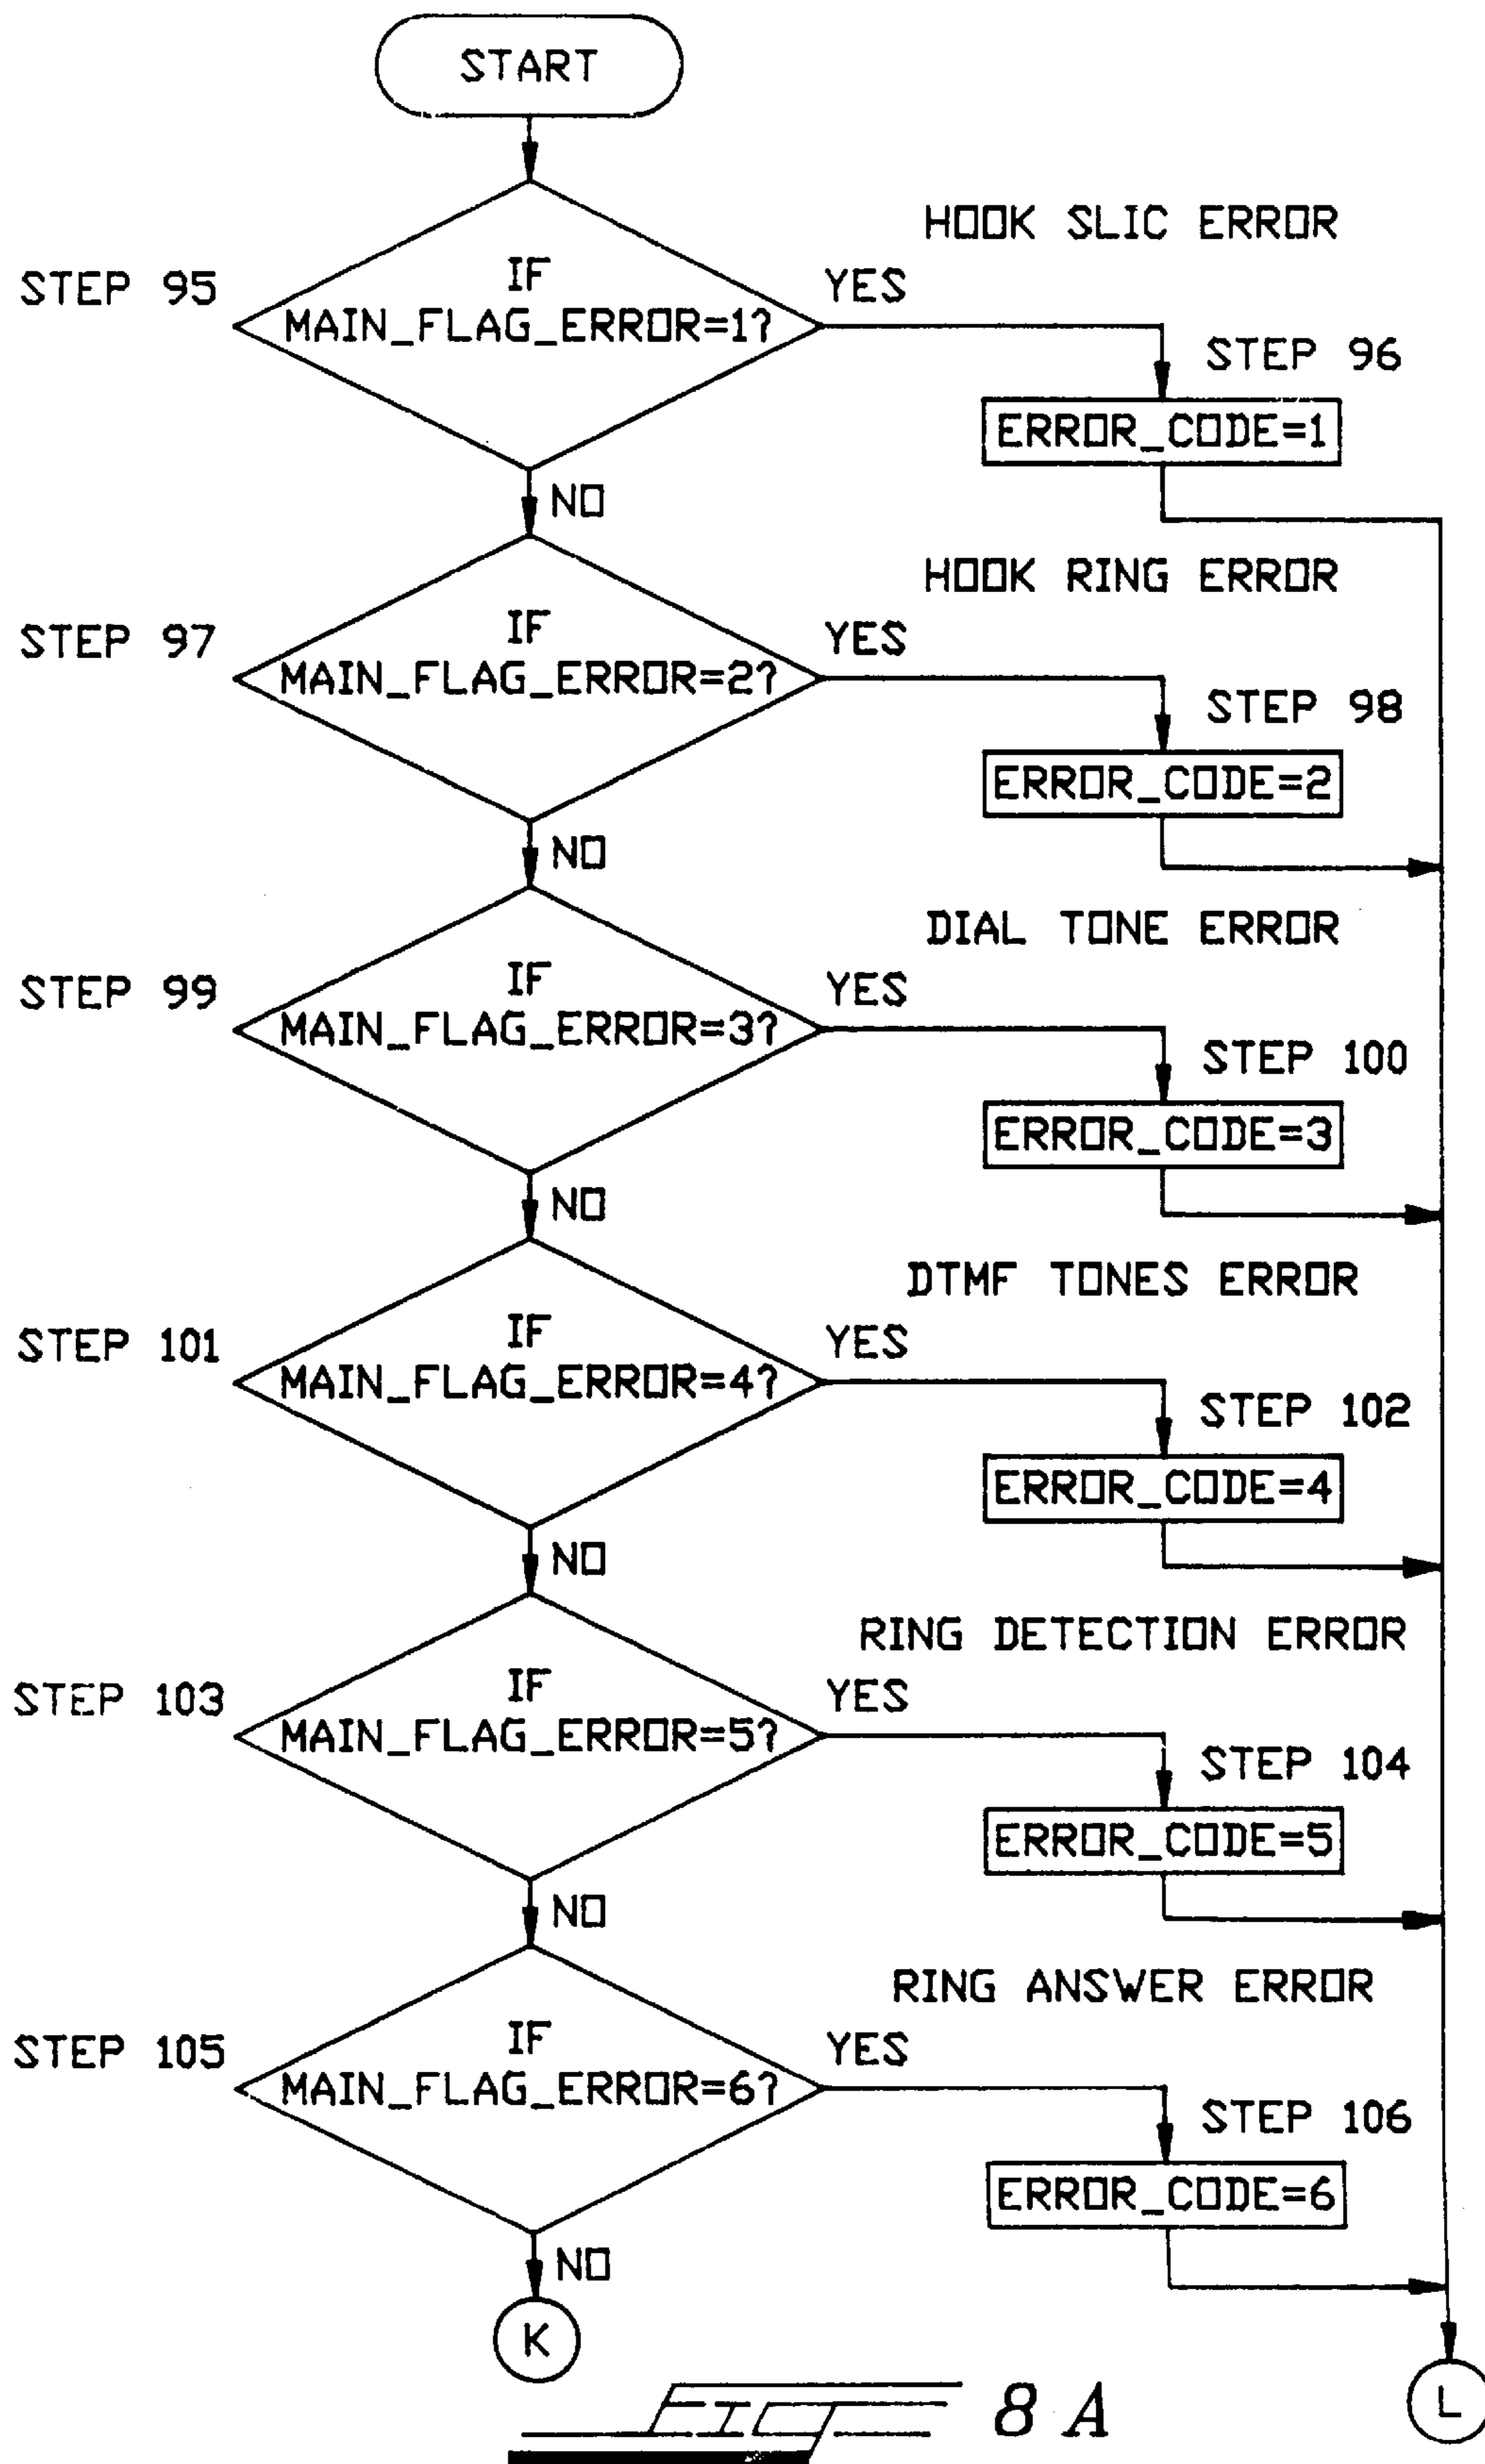 START
HOOK SLIC ERROR
STEP 95
IF
MAIN_FLAG_ERROR=1?
YES
STEP 96
ERROR_CODE=1
NO
HOOK RING ERROR
STEP 97
IF
MAIN_FLAG_ERROR=2?
YES
STEP 98
ERROR_CODE=2
NO
DIAL TONE ERROR
STEP 99
IF
MAIN_FLAG_ERROR=3?
YES
STEP 100
ERROR_CODE=3
NO
DTMF TONES ERROR
STEP 101
IF
MAIN_FLAG_ERROR=4?
YES
STEP 102
ERROR_CODE=4
NO
RING DETECTION ERROR
STEP 103
IF
MAIN_FLAG_ERROR=5?
YES
STEP 104
ERROR_CODE=5
NO
RING ANSWER ERROR
STEP 105
IF
MAIN_FLAG_ERROR=6?
YES
STEP 106
ERROR_CODE=6
NO
K
L
FIG 8 A